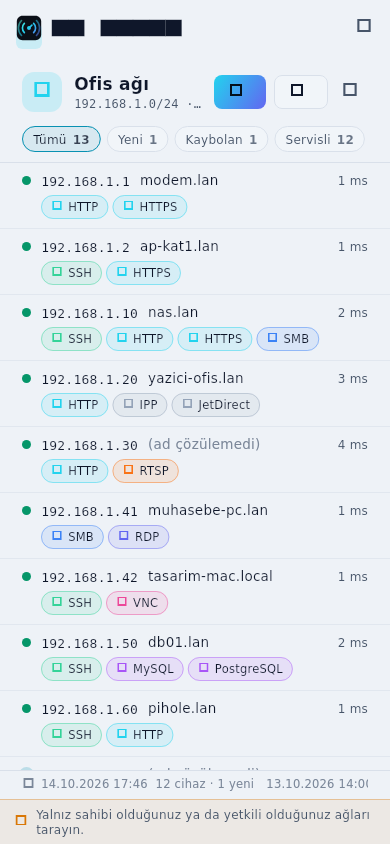 Ofis ağı
192.168.1.0/24 ·…
Tümü 13 Yeni 1 Kaybolan 1 Servisli 12
192.168.1.1 modem.lan 1 ms
HTTP HTTPS
192.168.1.2 ap-kat1.lan 1 ms
SSH HTTPS
192.168.1.10 nas.lan 2 ms
SSH HTTP HTTPS SMB
192.168.1.20 yazici-ofis.lan 3 ms
HTTP IPP JetDirect
192.168.1.30 (ad çözülemedi) 4 ms
HTTP RTSP
192.168.1.41 muhasebe-pc.lan 1 ms
SMB RDP
192.168.1.42 tasarim-mac.local 1 ms
SSH VNC
192.168.1.50 db01.lan 2 ms
SSH MySQL PostgreSQL
192.168.1.60 pihole.lan 1 ms
SSH HTTP
14.10.2026 17:46 12 cihaz · 1 yeni 13.10.2026 14:00
Yalnız sahibi olduğunuz ya da yetkili olduğunuz ağları
tarayın.